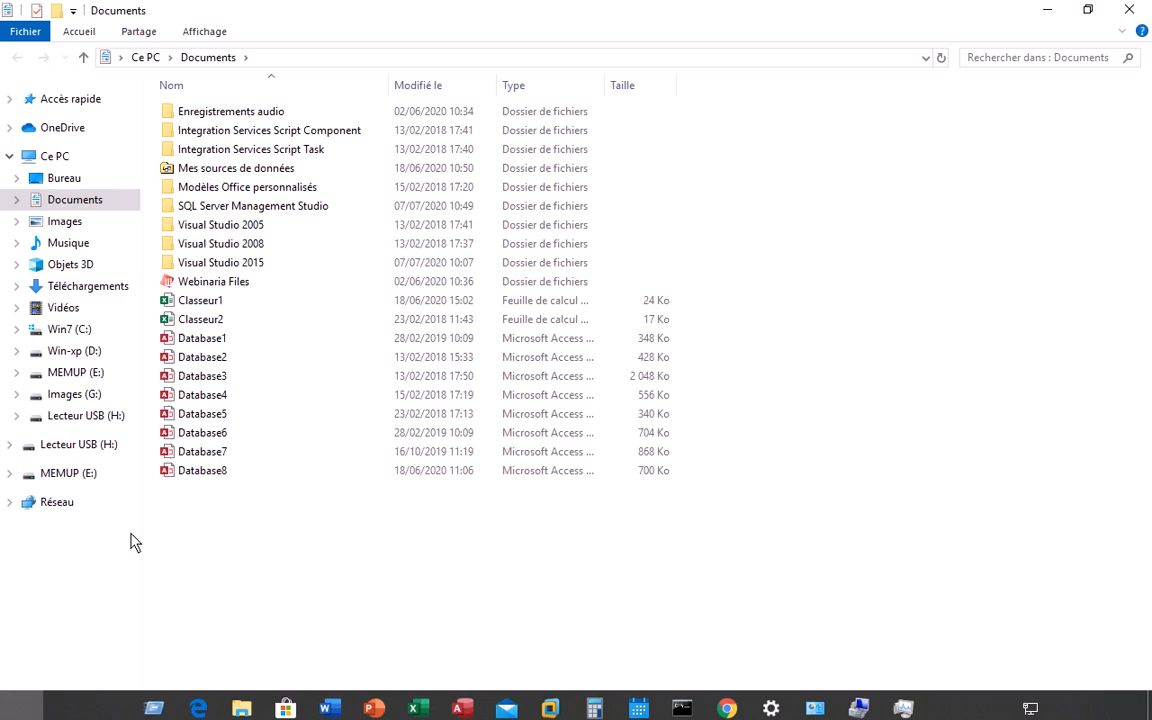 Documents
Fichier Accueil Partage Affichage
Ce PC Documents Rechercher dans : Documents
Nom Modifié le Type Taille
Accès rapide
OneDrive
Ce PC
Bureau
Documents
Images
Musique
Objets 3D
Téléchargements
Vidéos
Win7 (C:)
Win-xp (D:)
MEMUP (E:)
Images (G:)
Lecteur USB (H:)
Lecteur USB (H:)
MEMUP (E:)
Réseau
Enregistrements audio 02/06/2020 10:34 Dossier de fichiers
Integration Services Script Component 13/02/2018 17:41 Dossier de fichiers
Integration Services Script Task 13/02/2018 17:40 Dossier de fichiers
Mes sources de données 18/06/2020 10:50 Dossier de fichiers
Modèles Office personnalisés 15/02/2018 17:20 Dossier de fichiers
SQL Server Management Studio 07/07/2020 10:49 Dossier de fichiers
Visual Studio 2005 13/02/2018 17:41 Dossier de fichiers
Visual Studio 2008 13/02/2018 17:37 Dossier de fichiers
Visual Studio 2015 07/07/2020 10:07 Dossier de fichiers
Webinaria Files 02/06/2020 10:36 Dossier de fichiers
Classeur1 18/06/2020 15:02 Feuille de calcul ... 24 Ko
Classeur2 23/02/2018 11:43 Feuille de calcul ... 17 Ko
Database1 28/02/2019 10:09 Microsoft Access ... 348 Ko
Database2 13/02/2018 15:33 Microsoft Access ... 428 Ko
Database3 13/02/2018 17:50 Microsoft Access ... 2 048 Ko
Database4 15/02/2018 17:19 Microsoft Access ... 556 Ko
Database5 23/02/2018 17:13 Microsoft Access ... 340 Ko
Database6 28/02/2019 10:09 Microsoft Access ... 704 Ko
Database7 16/10/2019 11:19 Microsoft Access ... 868 Ko
Database8 18/06/2020 11:06 Microsoft Access ... 700 Ko